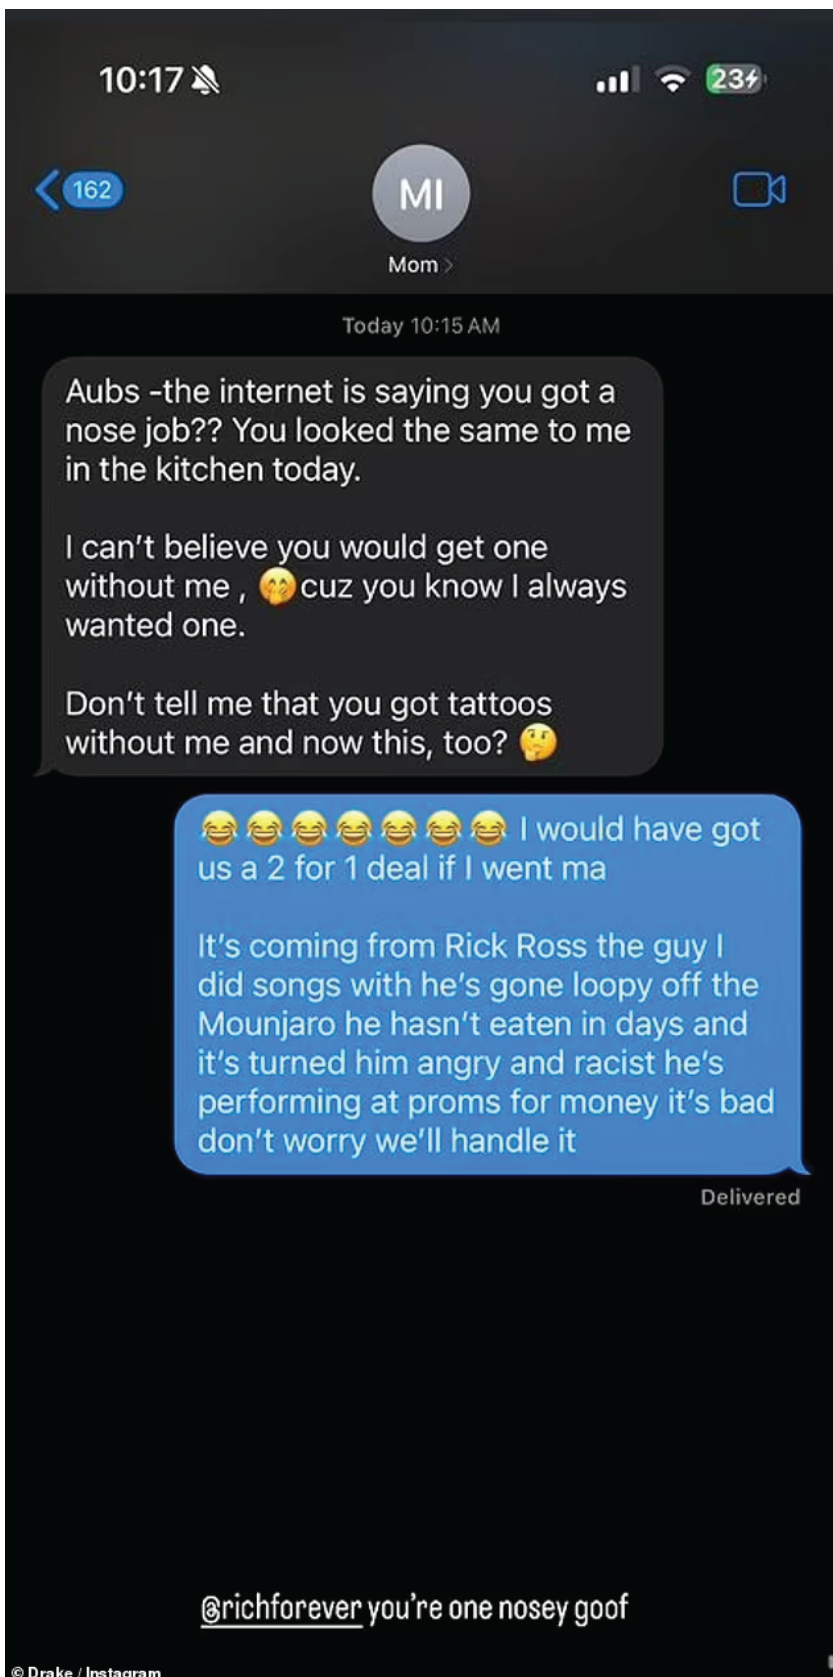 10:17
23
162
MI
Mom
Today 10:15 AM
Aubs -the internet is saying you got a
nose job?? You looked the same to me
in the kitchen today.
I can't believe you would get one
without me , 🤭 cuz you know I always
wanted one.
Don't tell me that you got tattoos
without me and now this, too? 🤔
😂😂😂😂😂😂😂 I would have got
us a 2 for 1 deal if I went ma
It's coming from Rick Ross the guy I
did songs with he's gone loopy off the
Mounjaro he hasn't eaten in days and
it's turned him angry and racist he's
performing at proms for money it's bad
don't worry we'll handle it
Delivered
@richforever you're one nosey goof
© Drake / Instagram